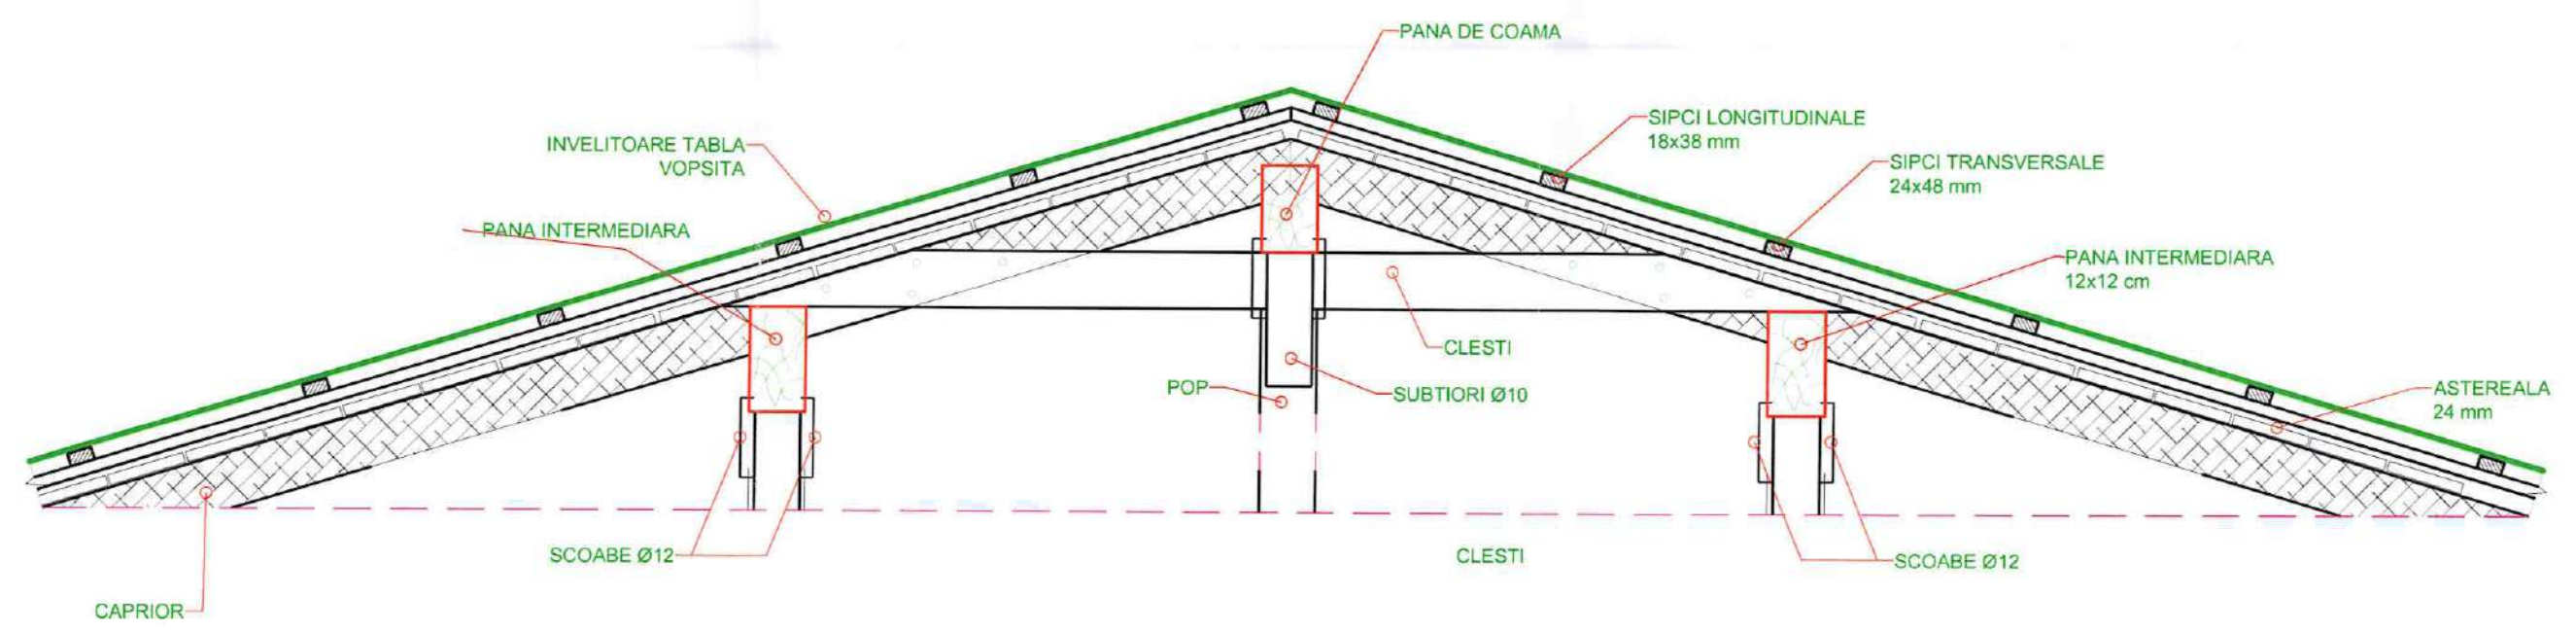 PANA DE COAMA
SIPCI LONGITUDINALE
18x38 mm
INVELITOARE TABLA
VOPSITA
SIPCI TRANSVERSALE
24x48 mm
PANA INTERMEDIARA
PANA INTERMEDIARA
12x12 cm
CLESTI
POP
SUBTIORI Ø10
ASTEREALA
24 mm
SCOABE Ø12
CLESTI
SCOABE Ø12
CAPRIOR